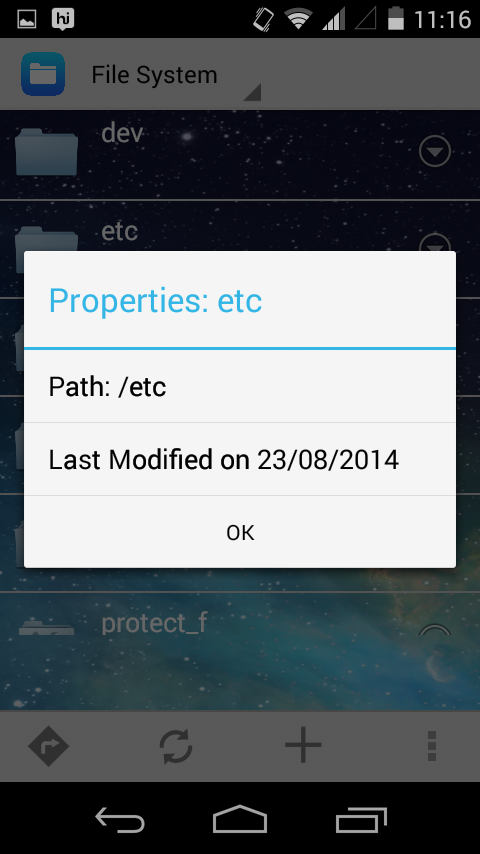 hi
11:16
File System
dev
etc
Properties: etc
Path: /etc
Last Modified on 23/08/2014
OK
protect_f